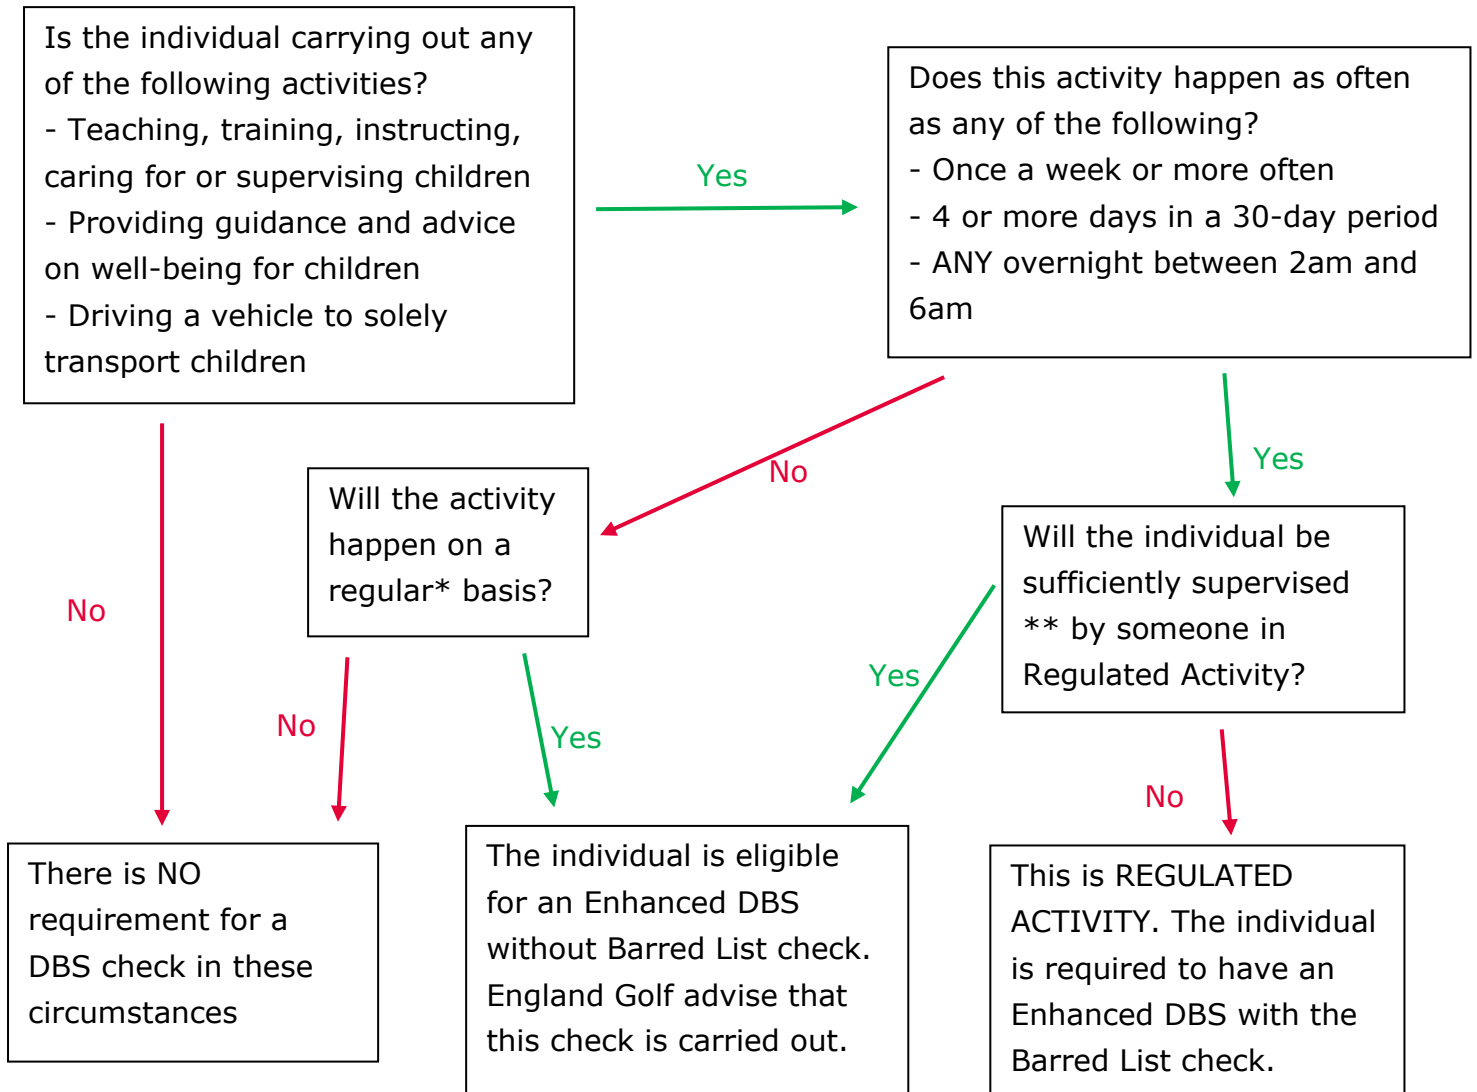 Is the individual carrying out any
of the following activities?
- Teaching, training, instructing,
caring for or supervising children
- Providing guidance and advice
on well-being for children
- Driving a vehicle to solely
transport children
Yes
Does this activity happen as often
as any of the following?
- Once a week or more often
- 4 or more days in a 30-day period
- ANY overnight between 2am and
6am
No
No
Yes
Will the activity
happen on a
regular* basis?
Will the individual be
sufficiently supervised
** by someone in
Regulated Activity?
No
Yes
Yes
No
There is NO
requirement for a
DBS check in these
circumstances
The individual is eligible
for an Enhanced DBS
without Barred List check.
England Golf advise that
this check is carried out.
This is REGULATED
ACTIVITY. The individual
is required to have an
Enhanced DBS with the
Barred List check.